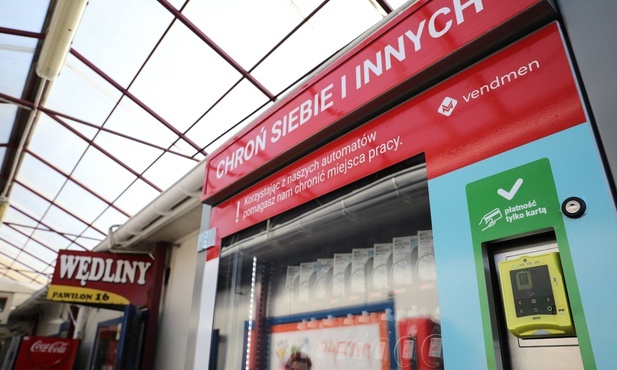 CHROŃ SIEBIE I INNYCH
vendmen
! Korzystając z naszych automatów
pomagasz nam chronić miejsca pracy.
płatność
tylko kartą
WĘDLINY
PAWILON 16
Coca-Cola